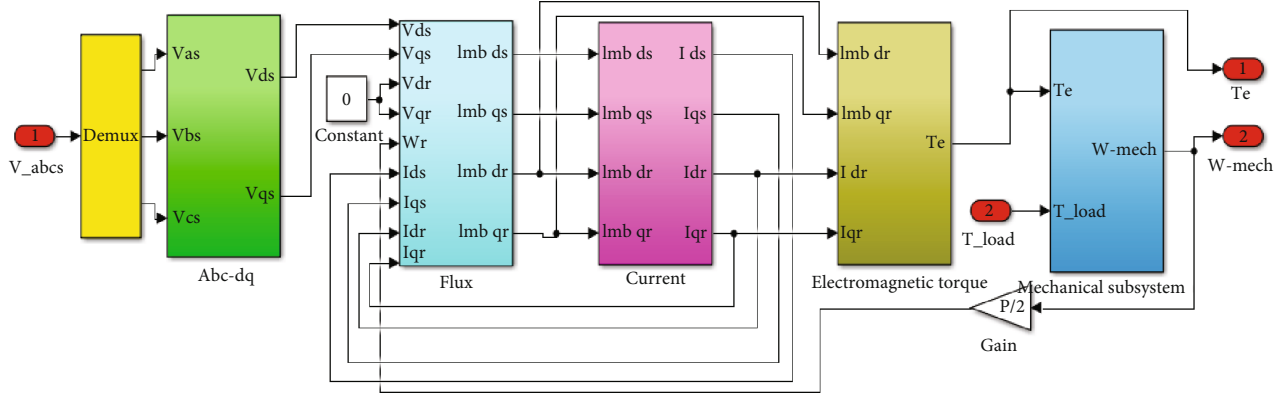 1
V_abcs
Demux
Vas
Vbs
Vcs
Vds
Vqs
Abc-dq
0
Constant
Vds
Vqs
Vdr
Vqr
Wr
Ids
Iqs
Idr
Iqr
lmb ds
lmb qs
lmb dr
lmb qr
Flux
lmb ds
lmb qs
lmb dr
lmb qr
I ds
Iqs
Idr
Iqr
Current
lmb dr
lmb qr
I dr
Iqr
Te
Electromagnetic torque
2
T_load
Te
T_load
W-mech
Mechanical subsystem
P/2
Gain
1
Te
2
W-mech